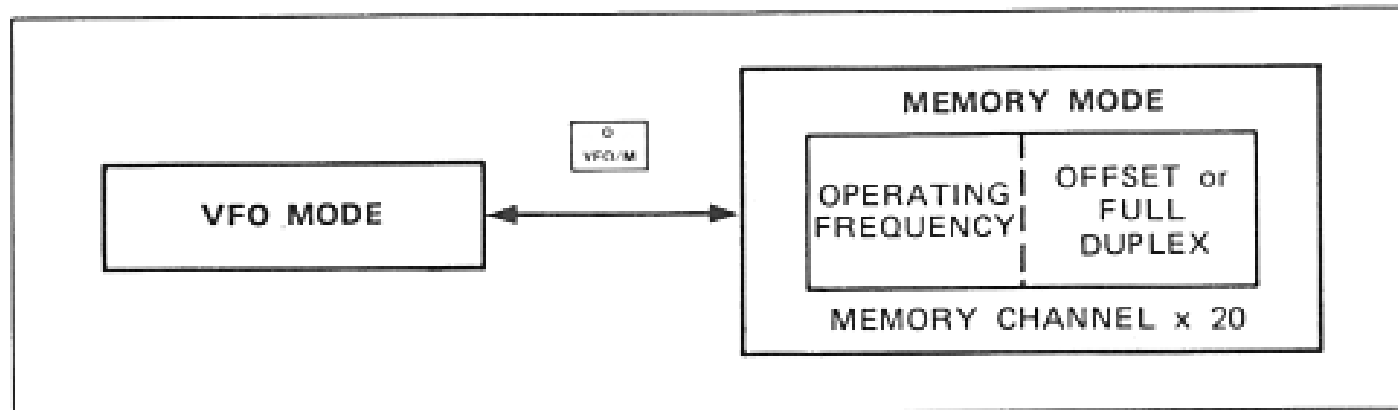 MEMORY MODE
VFO/M
VFO MODE
OPERATING
FREQUENCY
OFFSET or
FULL
DUPLEX
MEMORY CHANNEL x 20